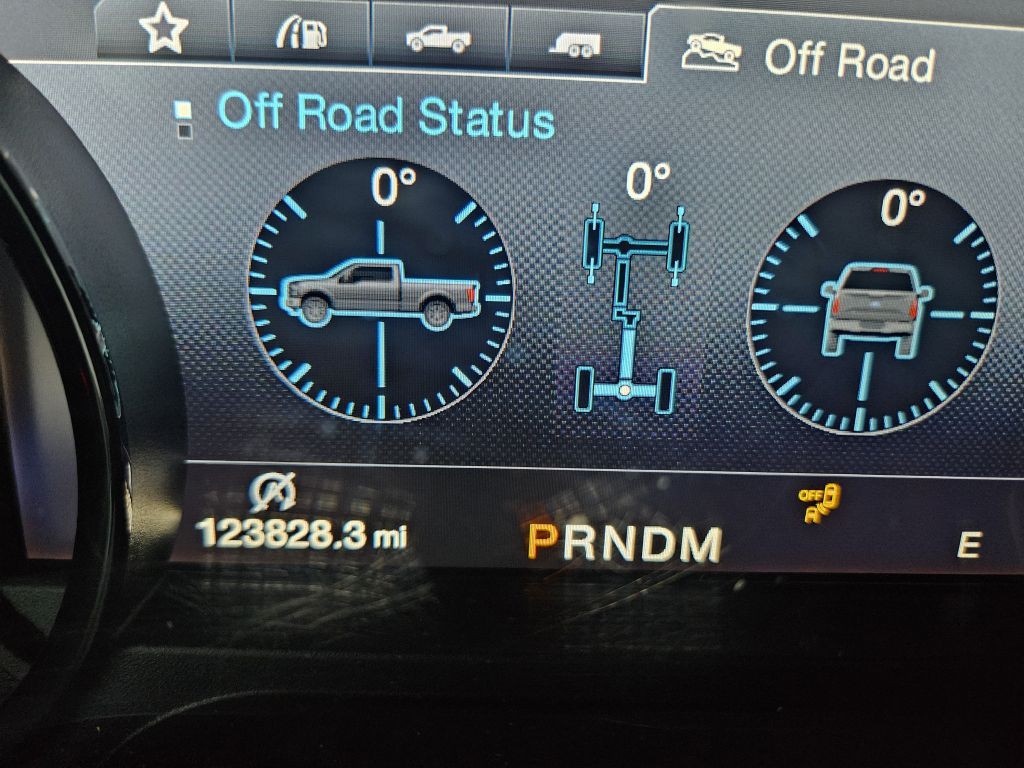 Off Road
Off Road Status
0°
0°
0°
123828.3 mi
PRNDM
OFF
E